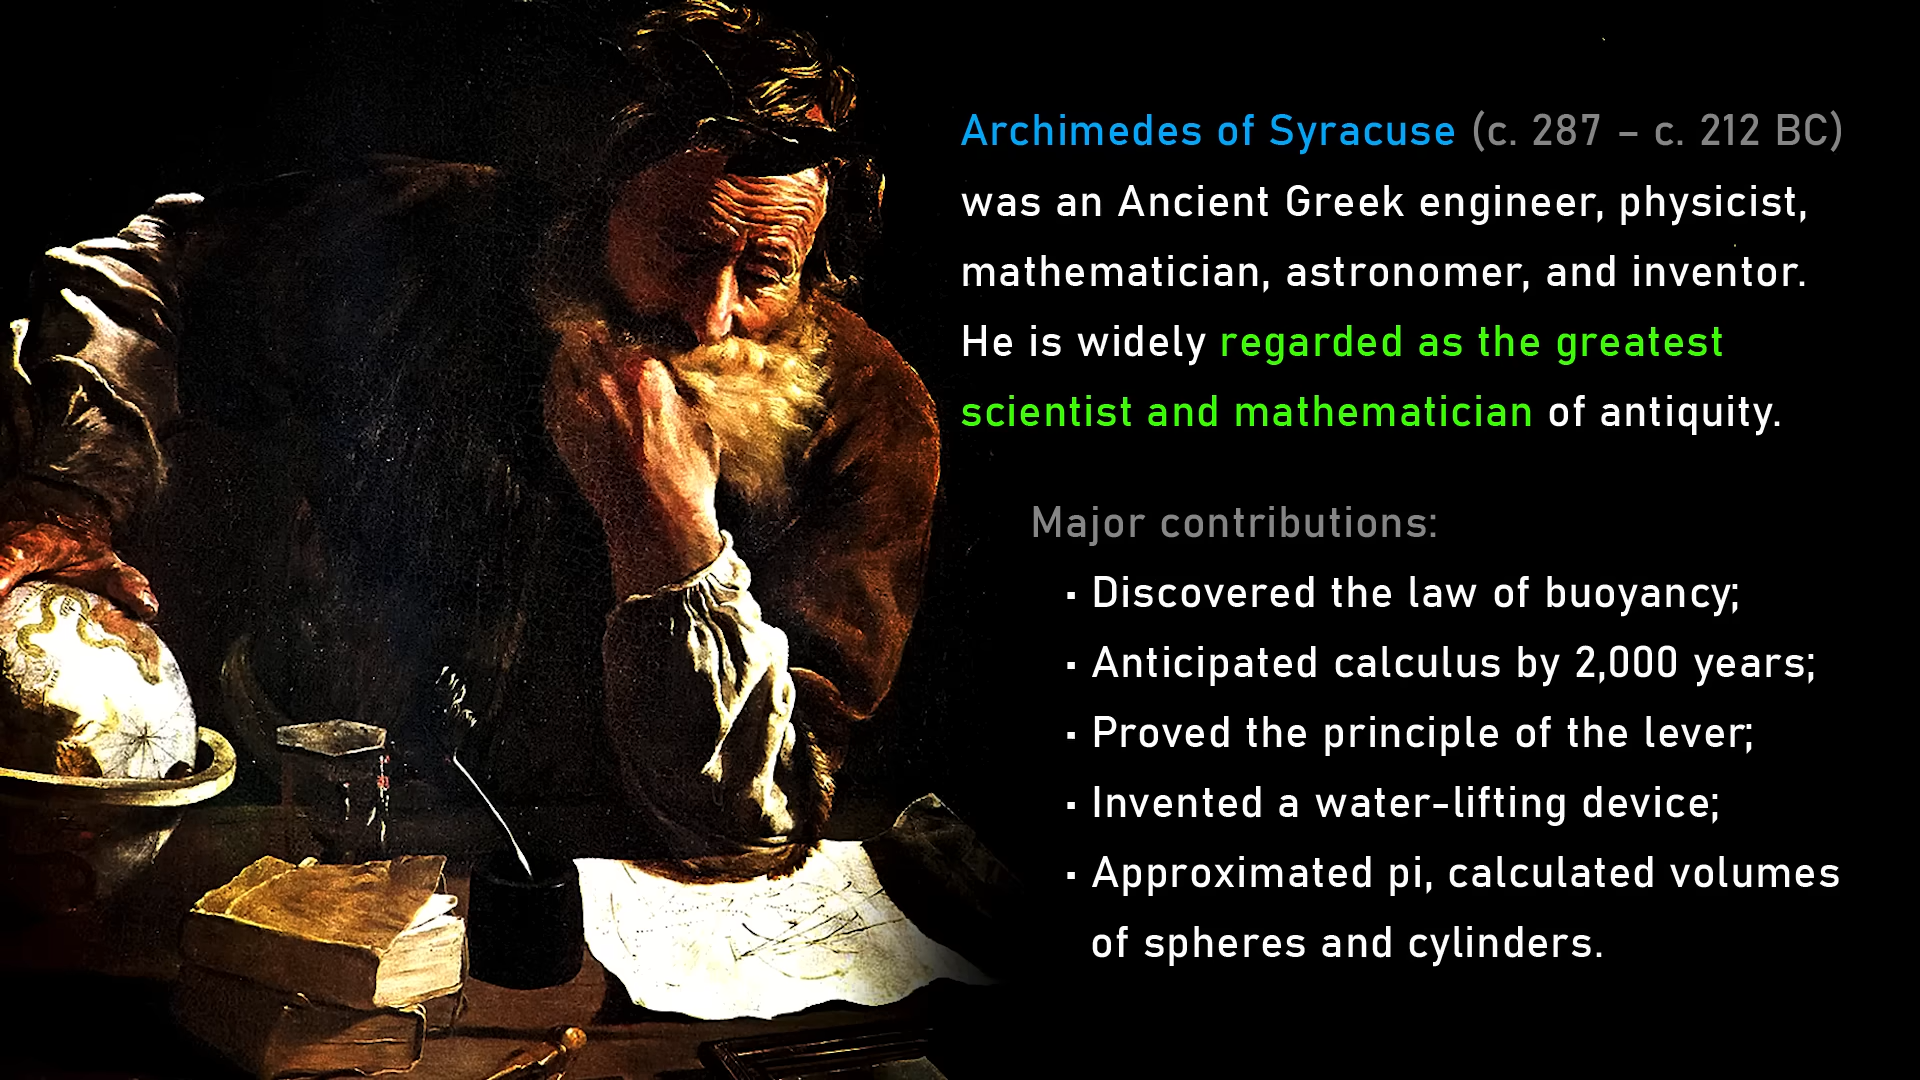 Archimedes of Syracuse (c. 287 – c. 212 BC)
was an Ancient Greek engineer, physicist,
mathematician, astronomer, and inventor.
He is widely regarded as the greatest
scientist and mathematician of antiquity.
Major contributions:
▪ Discovered the law of buoyancy;
▪ Anticipated calculus by 2,000 years;
▪ Proved the principle of the lever;
▪ Invented a water-lifting device;
▪ Approximated pi, calculated volumes
of spheres and cylinders.